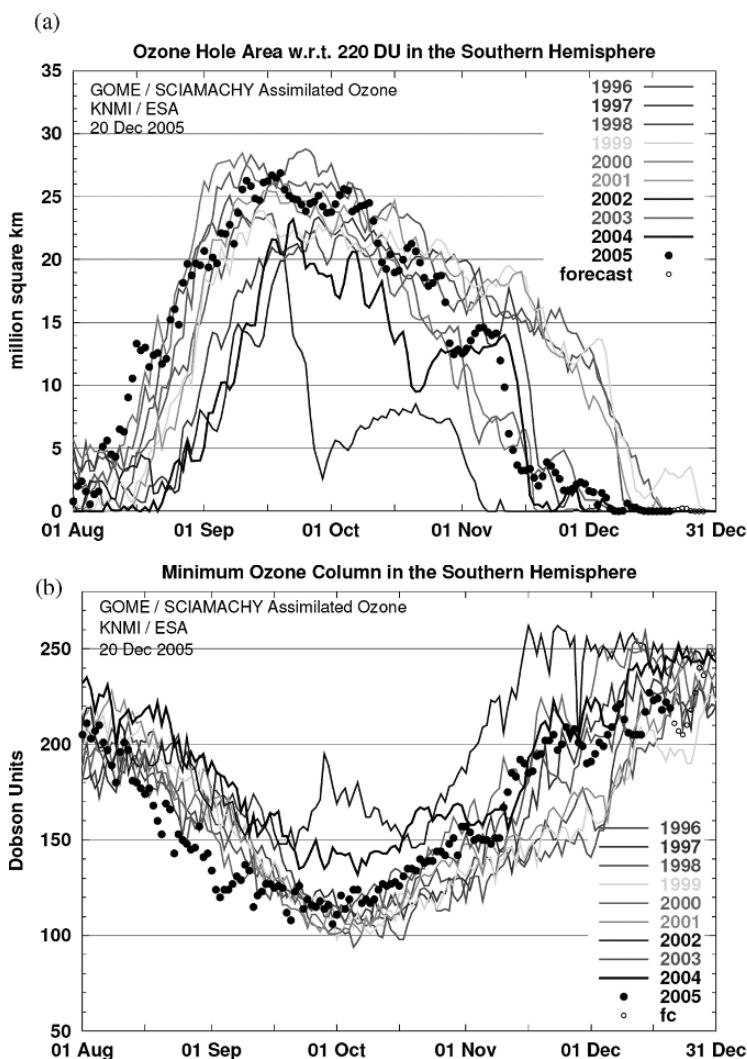 (a)
Ozone Hole Area w.r.t. 220 DU in the Southern Hemisphere
GOME / SCIAMACHY Assimilated Ozone
KNMI / ESA
20 Dec 2005
million square km
35
30
25
20
15
10
5
0
1996
1997
1998
1999
2000
2001
2002
2003
2004
2005
forecast
01 Aug
01 Sep
01 Oct
01 Nov
01 Dec
31 Dec
(b)
Minimum Ozone Column in the Southern Hemisphere
GOME / SCIAMACHY Assimilated Ozone
KNMI / ESA
20 Dec 2005
Dobson Units
250
200
150
100
50
1996
1997
1998
1999
2000
2001
2002
2003
2004
2005
fc
01 Aug
01 Sep
01 Oct
01 Nov
01 Dec
31 Dec